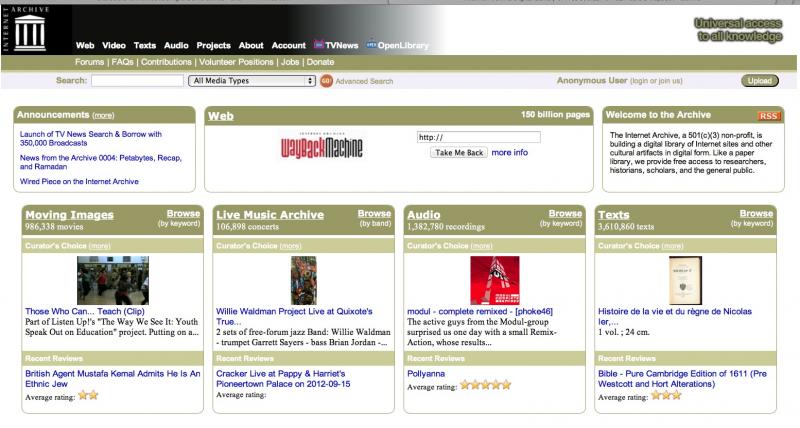 INTERNET ARCHIVE
Universal access
to all knowledge
Web Video Texts Audio Projects About Account TVNews OpenLibrary
Forums | FAQs | Contributions | Volunteer Positions | Jobs | Donate
Search: All Media Types GO! Advanced Search Anonymous User (login or join us) Upload
Announcements (more)
Launch of TV News Search & Borrow with
350,000 Broadcasts
News from the Archive 0004: Petabytes, Recap,
and Ramadan
Wired Piece on the Internet Archive
Web 150 billion pages
INTERNET ARCHIVE
WayBackMachine
http://
Take Me Back more info
Welcome to the Archive RSS
The Internet Archive, a 501(c)(3) non-profit, is
building a digital library of Internet sites and other
cultural artifacts in digital form. Like a paper
library, we provide free access to researchers,
historians, scholars, and the general public.
Moving Images Browse
986,338 movies (by keyword)
Curator's Choice (more)
Those Who Can... Teach (Clip)
Part of Listen Up!'s "The Way We See It: Youth
Speak Out on Education" project. Putting on a...
Recent Reviews
British Agent Mustafa Kemal Admits He Is An
Ethnic Jew
Average rating:
Live Music Archive Browse
106,898 concerts (by band)
Curator's Choice (more)
Willie Waldman Project Live at Quixote's
True...
2 sets of free-forum jazz Band: Willie Waldman
- trumpet Garrett Sayers - bass Brian Jordan -...
Recent Reviews
Cracker Live at Pappy & Harriet's
Pioneertown Palace on 2012-09-15
Average rating:
Audio Browse
1,382,780 recordings (by keyword)
Curator's Choice (more)
modul - complete remixed - [phoke46]
The active guys from the Modul-group
surprised us one day with a small Remix-
Action, whose results...
Recent Reviews
Pollyanna
Average rating:
Texts Browse
3,610,860 texts (by keyword)
Curator's Choice (more)
Histoire de la vie et du règne de Nicolas
Ier,...
1 vol. ; 24 cm.
Recent Reviews
Bible - Pure Cambridge Edition of 1611 (Pre
Westcott and Hort Alterations)
Average rating: